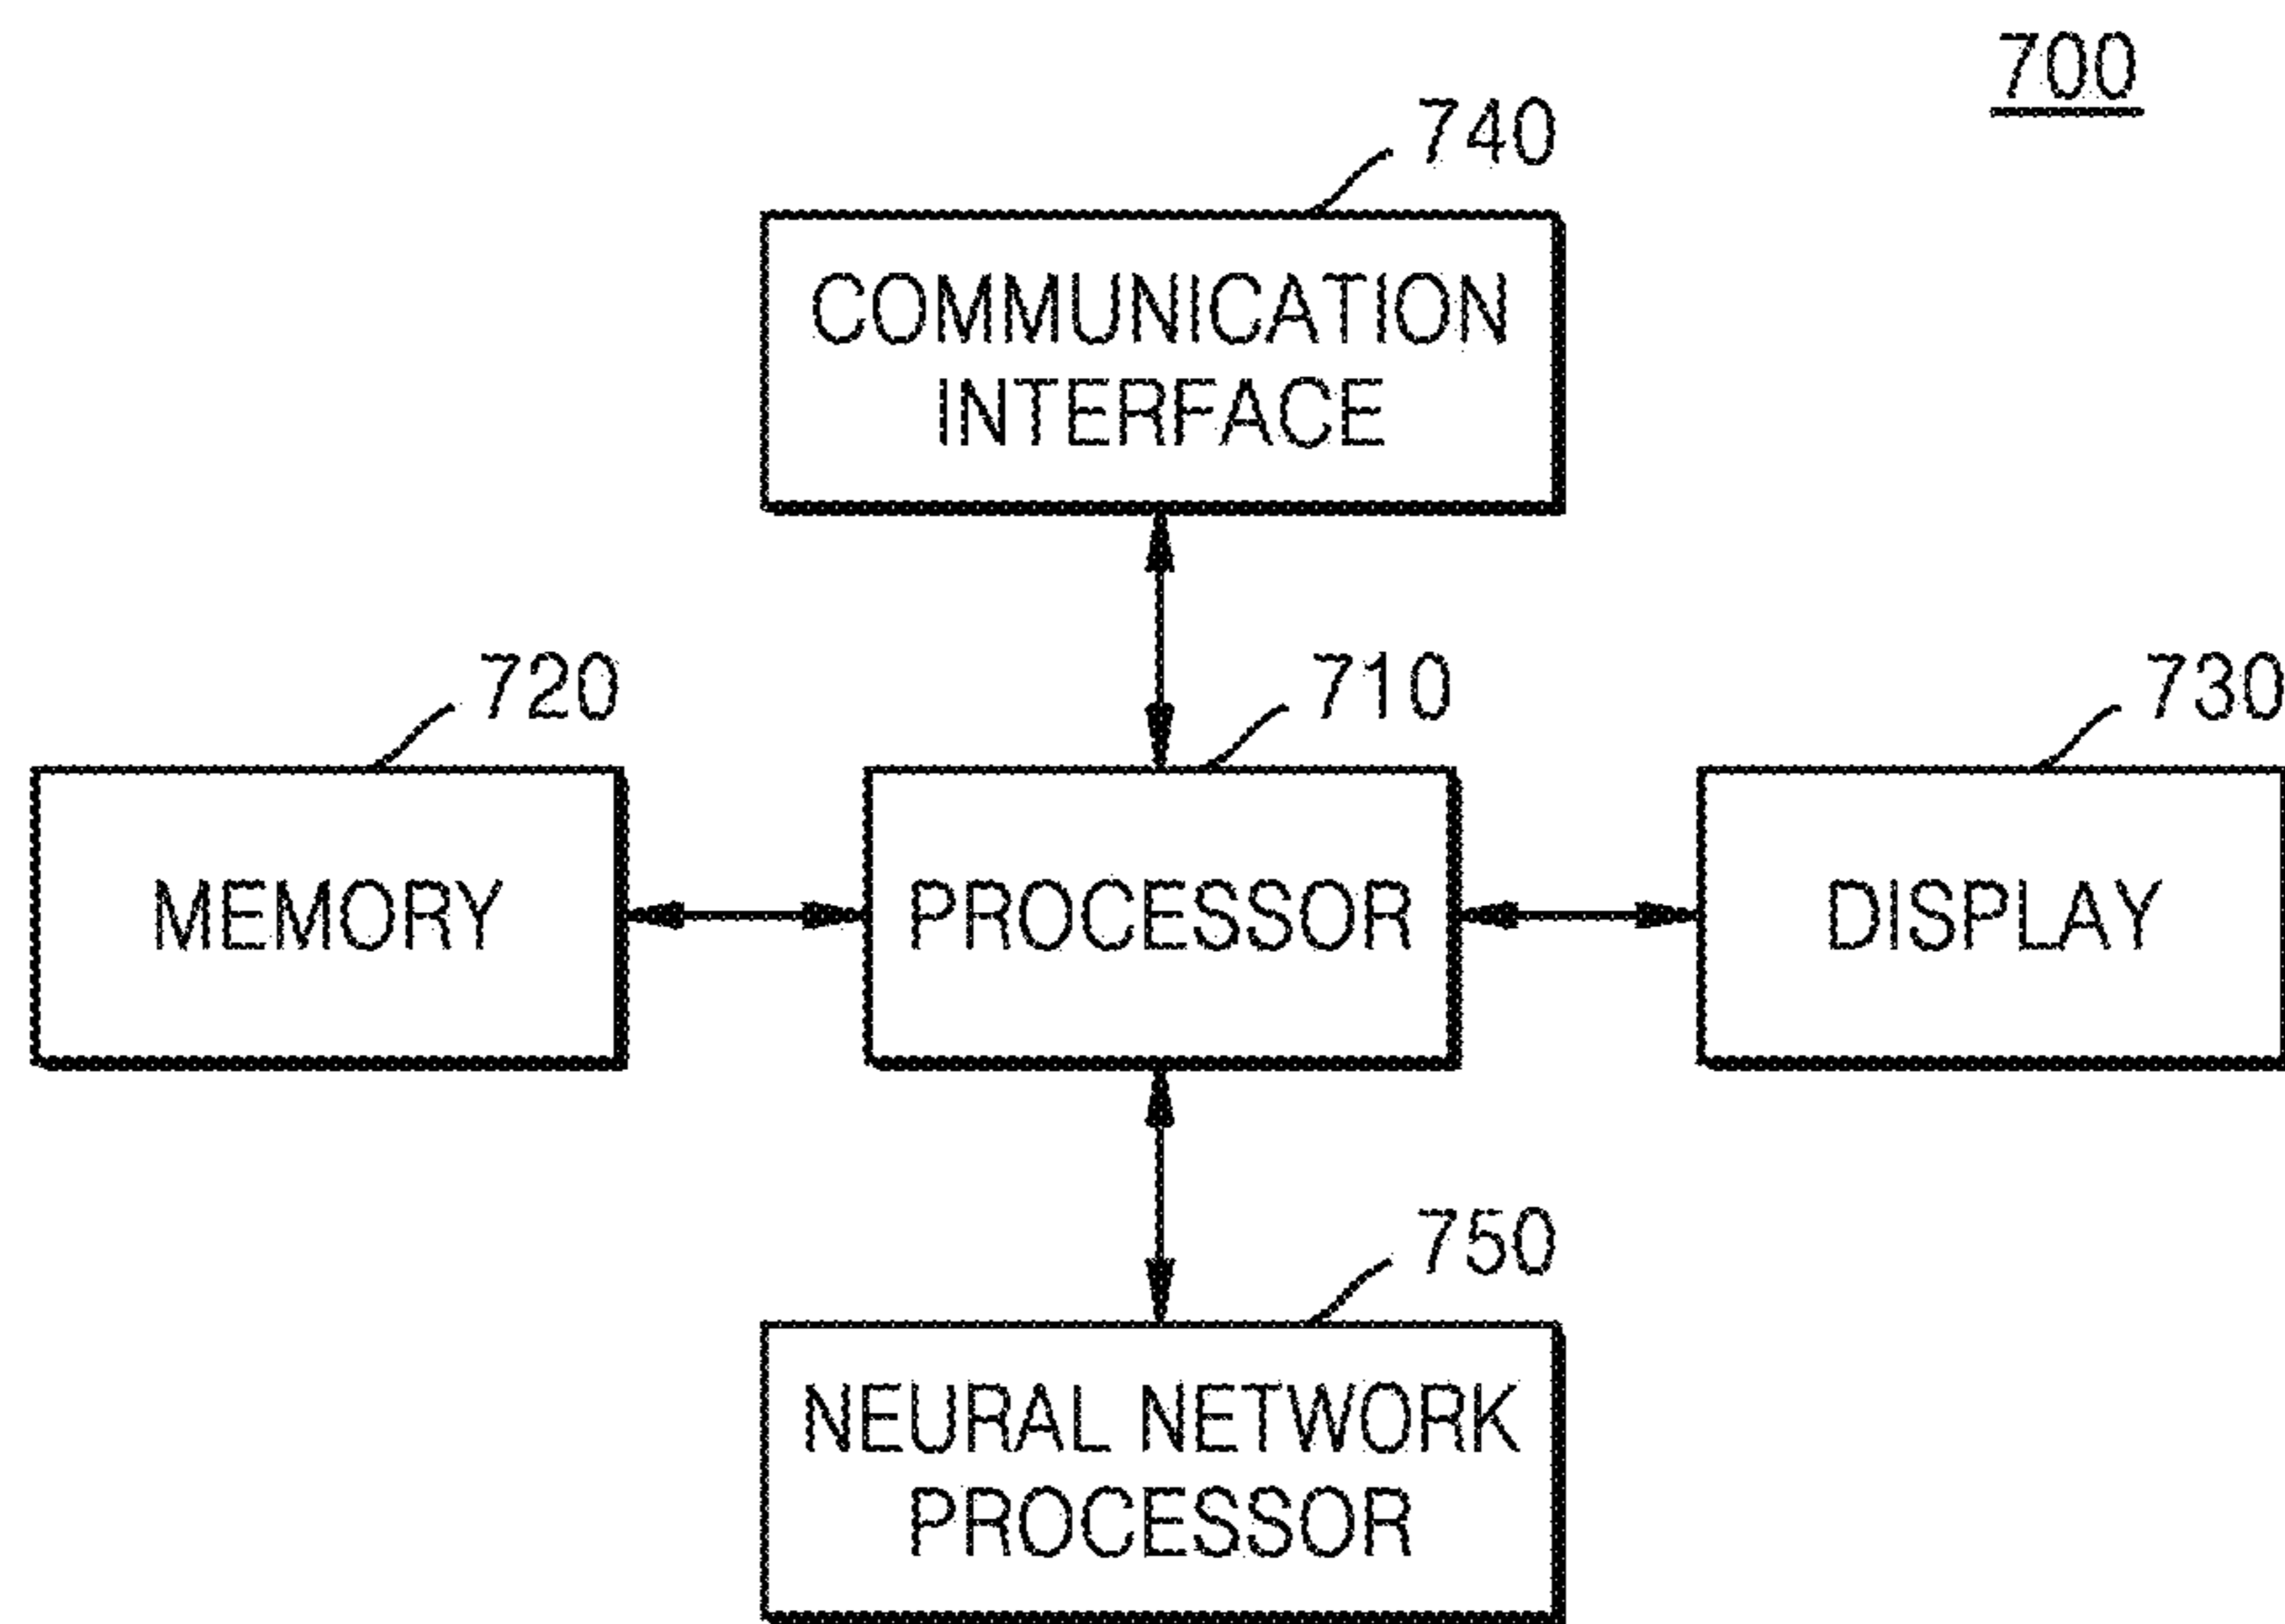 700
740
COMMUNICATION
INTERFACE
720
710
730
MEMORY
PROCESSOR
DISPLAY
750
NEURAL NETWORK
PROCESSOR